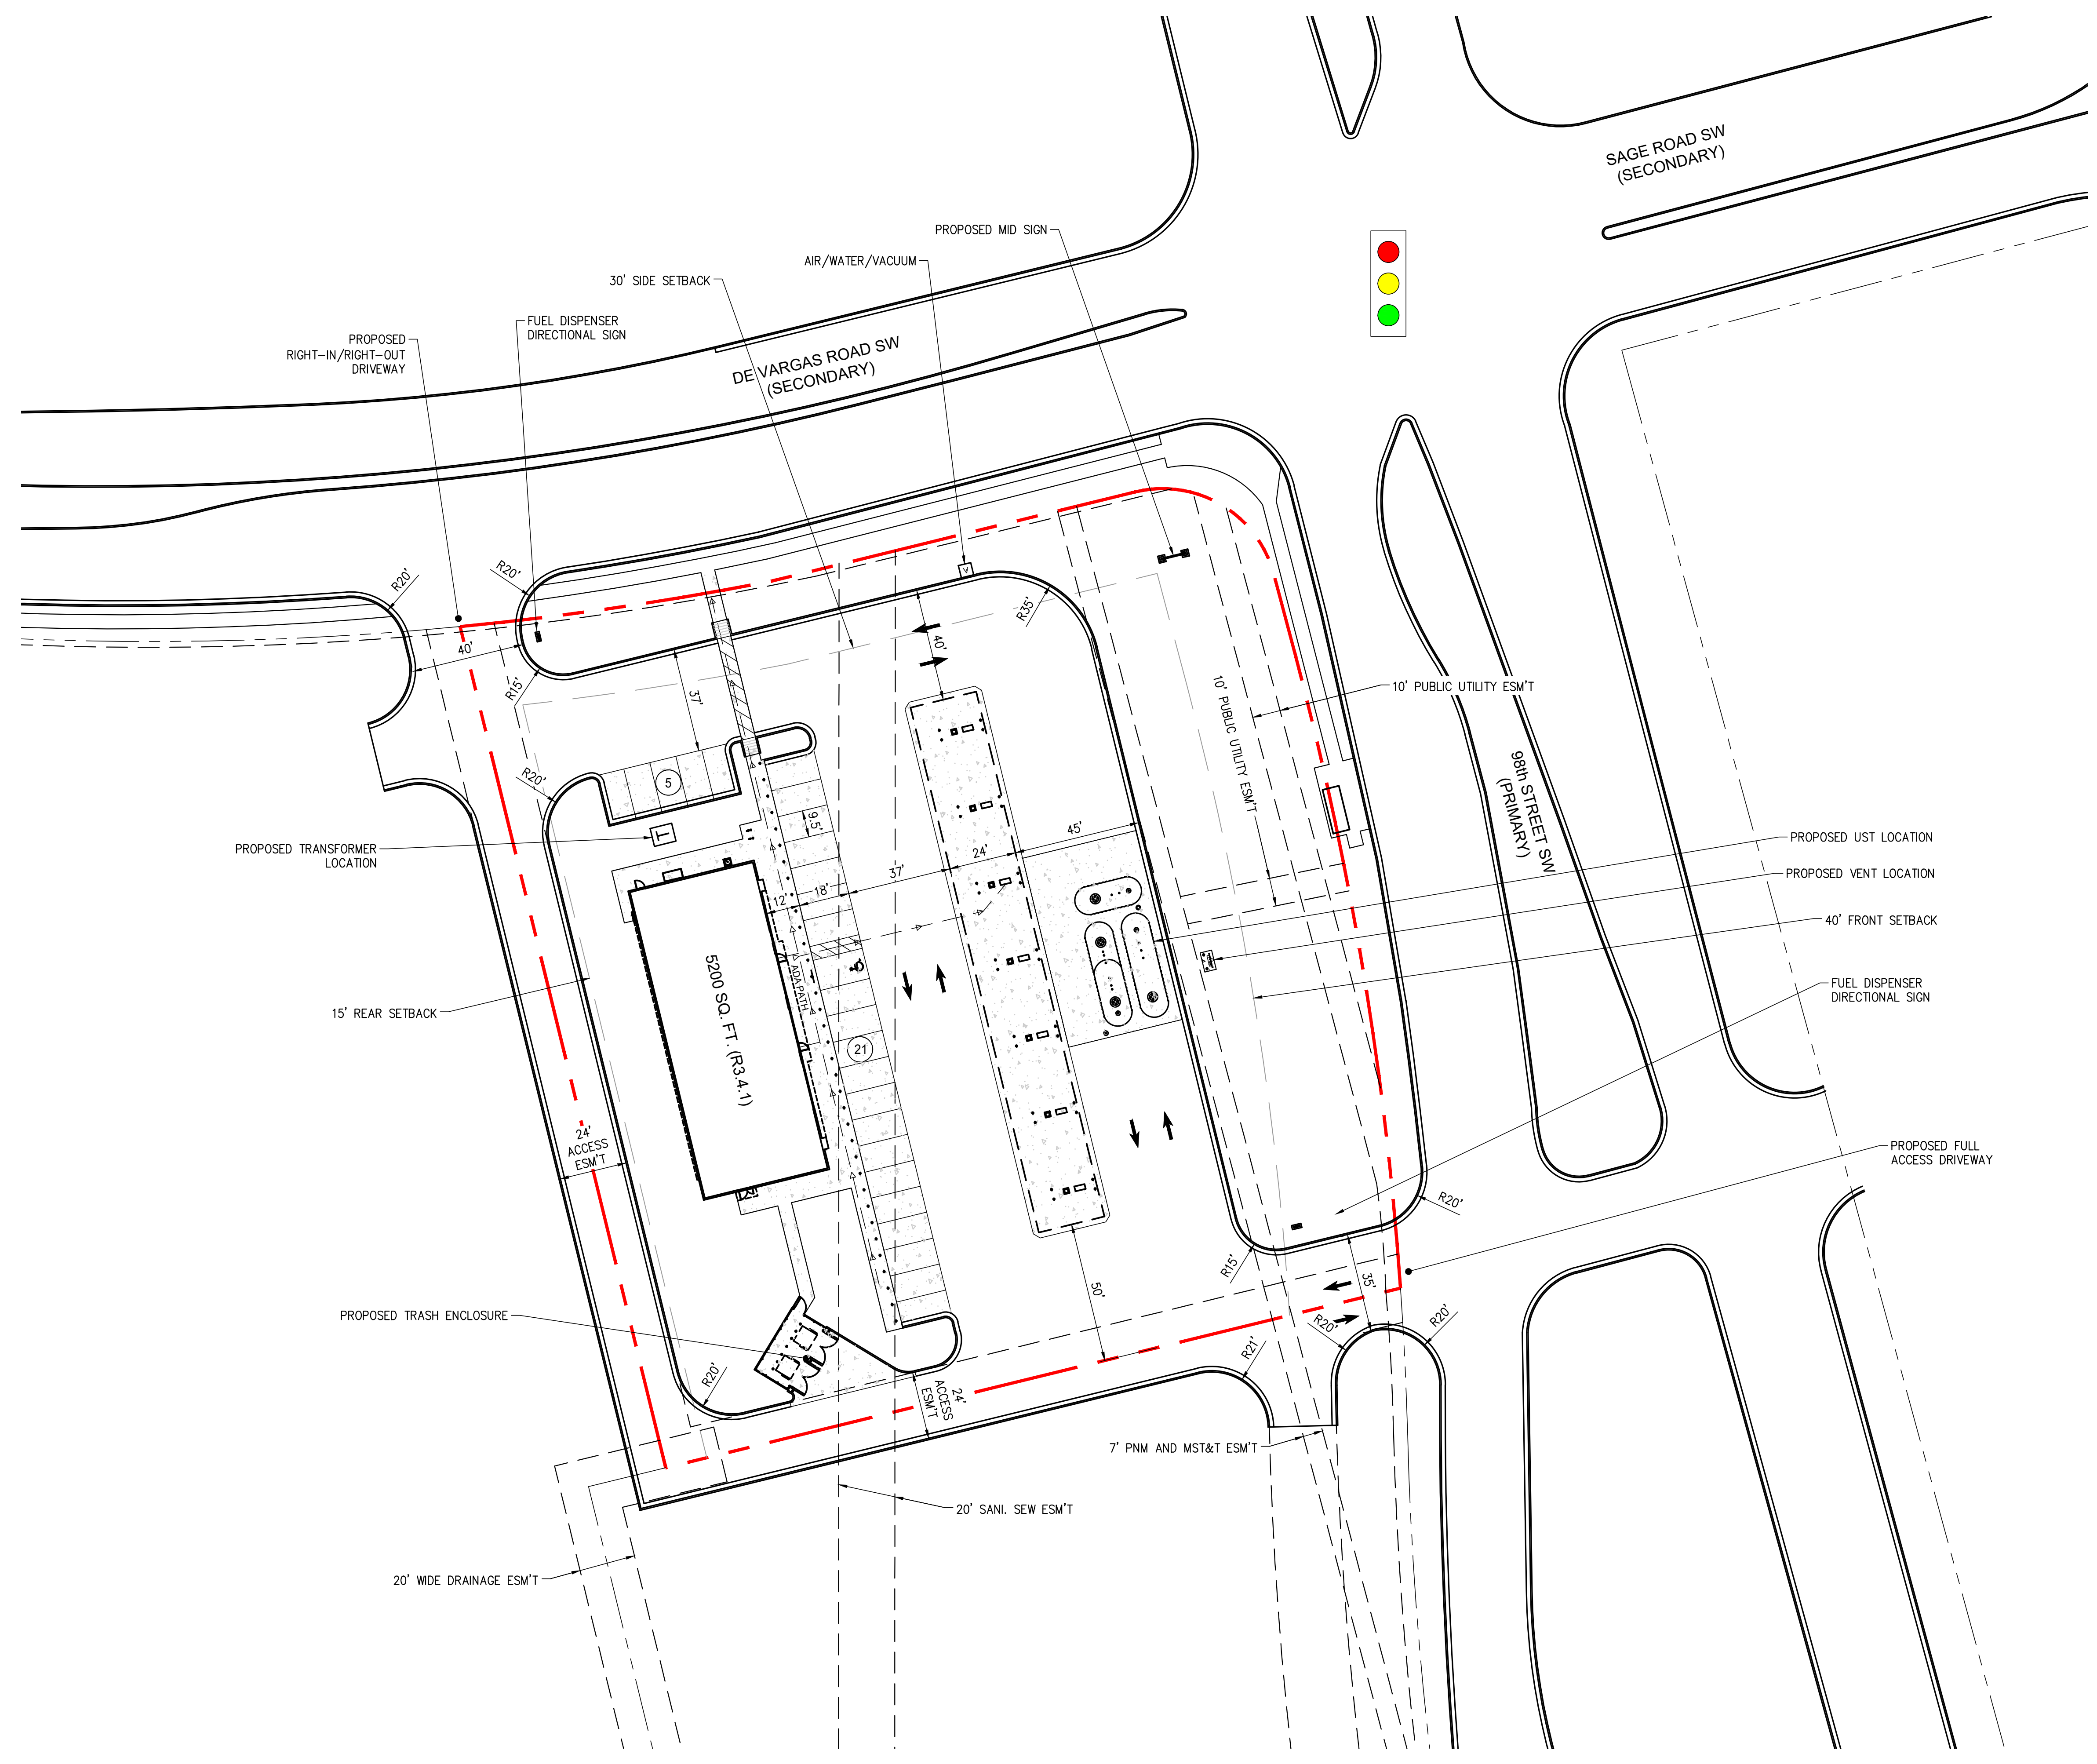 SAGE ROAD SW
(SECONDARY)
PROPOSED MID SIGN
AIR/WATER/VACUUM
30' SIDE SETBACK
FUEL DISPENSER
DIRECTIONAL SIGN
PROPOSED
RIGHT-IN/RIGHT-OUT
DRIVEWAY
DE VARGAS ROAD SW
(SECONDARY)
R20'
R20'
V
R35'
40'
40'
R15'
37'
10' PUBLIC UTILITY ESM'T
10' PUBLIC UTILITY ESM'T
R20'
5
98th STREET SW
(PRIMARY)
T
9.5'
45'
24'
37'
18'
12'
PROPOSED TRANSFORMER
LOCATION
PROPOSED UST LOCATION
PROPOSED VENT LOCATION
40' FRONT SETBACK
5200 SQ. FT. (R3.4.1)
ADA PATH
21
FUEL DISPENSER
DIRECTIONAL SIGN
15' REAR SETBACK
24'
ACCESS
ESM'T
PROPOSED FULL
ACCESS DRIVEWAY
R20'
R15'
35'
50'
PROPOSED TRASH ENCLOSURE
R20'
R20'
R21'
R20'
24'
ACCESS
ESM'T
7' PNM AND MST&T ESM'T
20' SANI. SEW ESM'T
20' WIDE DRAINAGE ESM'T